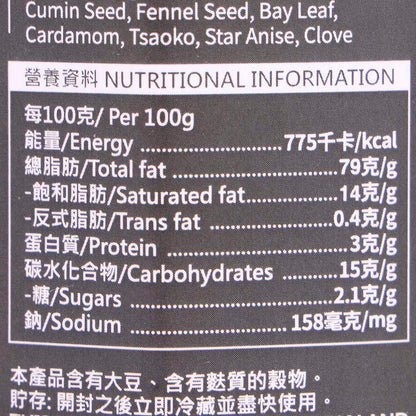 Cumin Seed, Fennel Seed, Bay Leaf,
Cardamom, Tsaoko, Star Anise, Clove
營養資料 NUTRITIONAL INFORMATION
每100克/ Per 100g
能量/Energy ........................775千卡/kcal
總脂肪/Total fat ............................79克/g
-飽和脂肪/Saturated fat................14克/g
-反式脂肪/Trans fat ......................0.4克/g
蛋白質/Protein ................................3克/g
碳水化合物/Carbohydrates ...........15克/g
-糖/Sugars ...................................2.1克/g
鈉/Sodium ............................158毫克/mg
本產品含有大豆、含有麩質的穀物。
貯存: 開封之後立即冷藏並盡快使用。